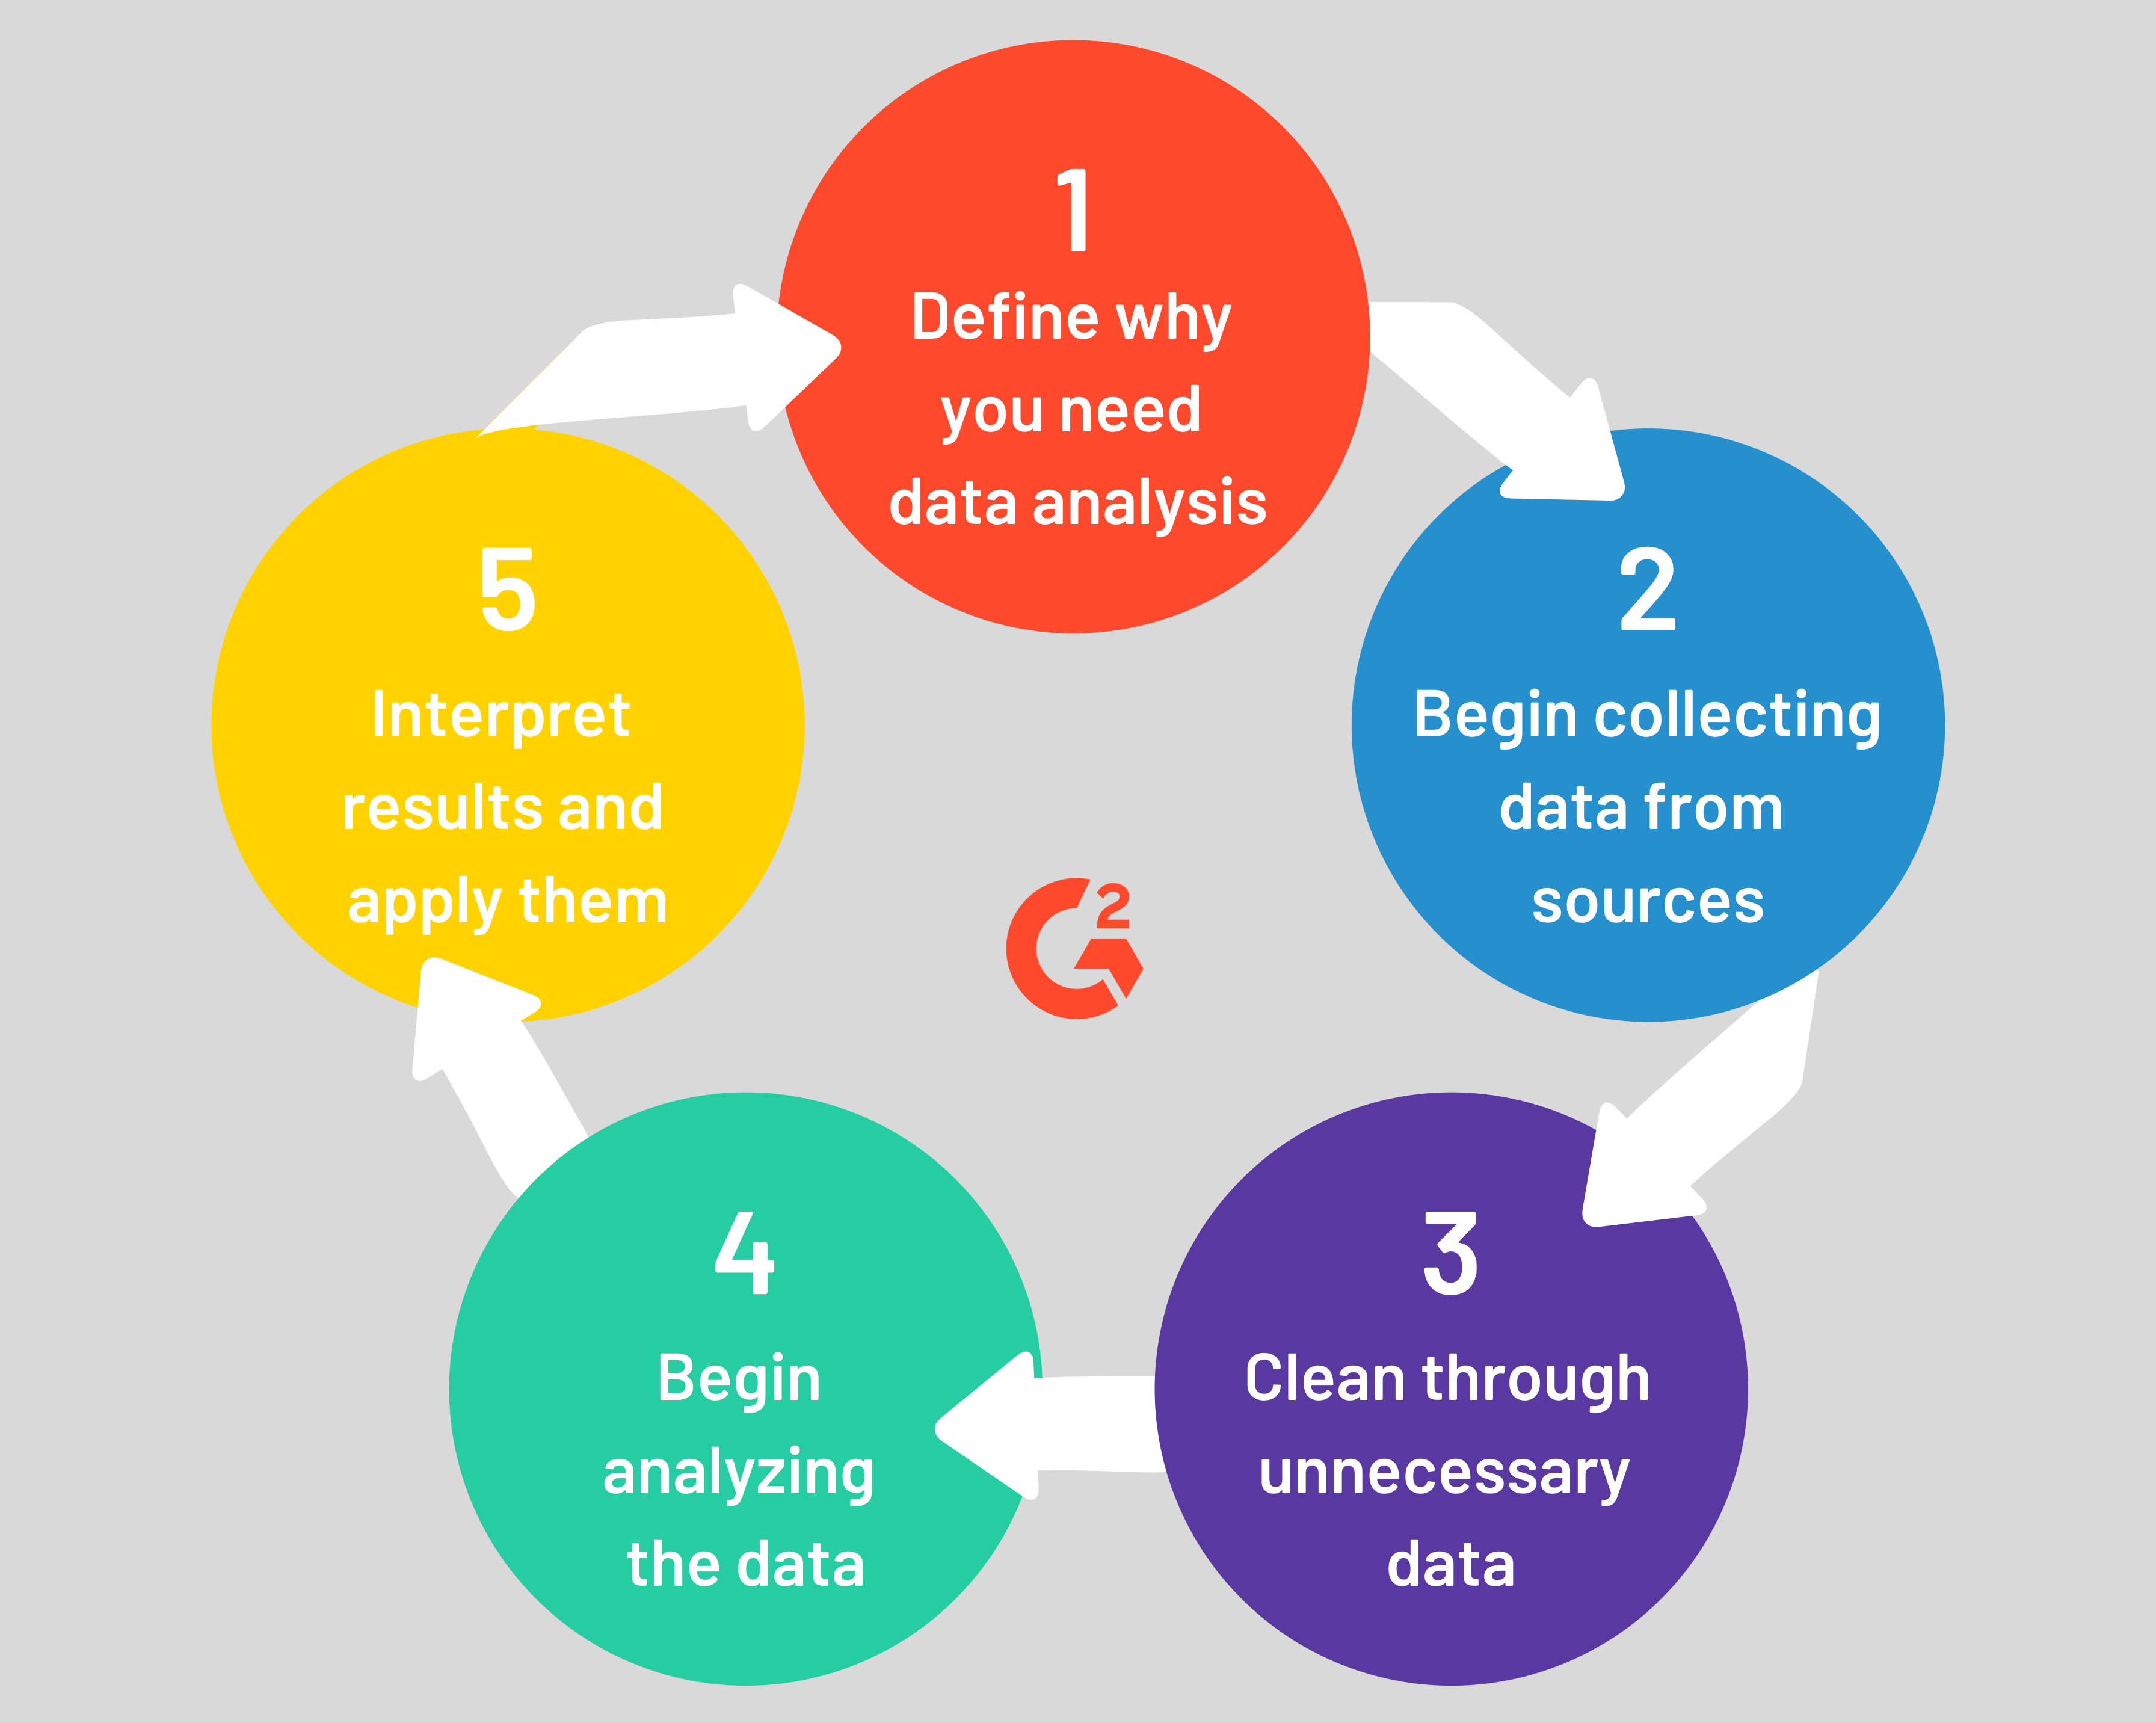 1
Define why
you need
data analysis
2
Begin collecting
data from
sources
3
Clean through
unnecessary
data
4
Begin
analyzing
the data
5
Interpret
results and
apply them
G2